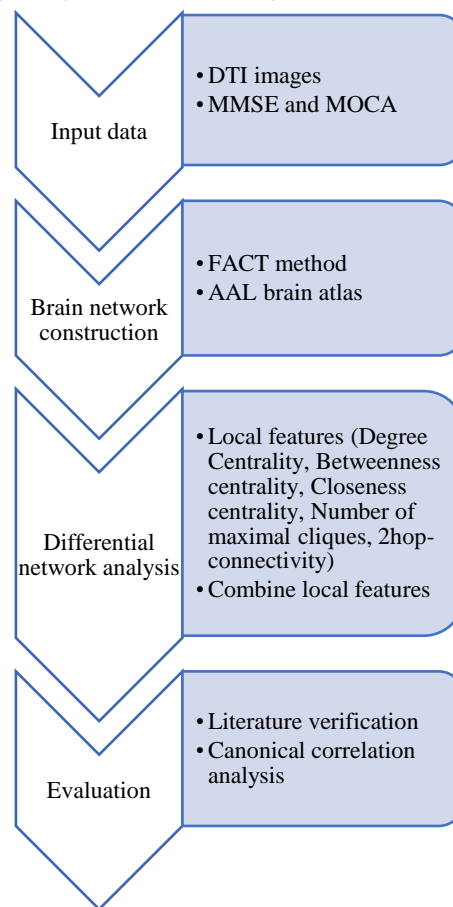 Input data
• DTI images
• MMSE and MOCA
Brain network
construction
• FACT method
• AAL brain atlas
Differential
network analysis
• Local features (Degree
Centrality, Betweenness
centrality, Closeness
centrality, Number of
maximal cliques, 2hop-
connectivity)
• Combine local features
Evaluation
• Literature verification
• Canonical correlation
analysis